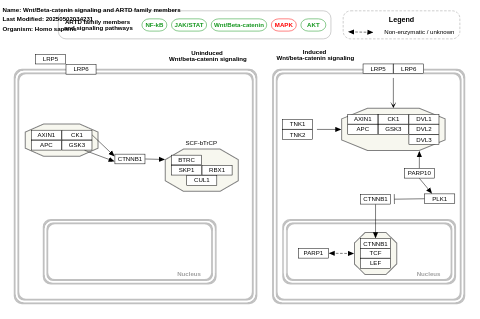 Name: Wnt/Beta-catenin signaling and ARTD family members
Last Modified: 20250502034231
Organism: Homo sapiens
ARTD family members
and signaling pathways
NF-kB
JAK/STAT
Wnt/Beta-catenin
MAPK
AKT
Legend
Non-enzymatic / unknown
Uninduced
Wnt/beta-catenin signaling
LRP5
LRP6
AXIN1
CK1
APC
GSK3
CTNNB1
SCF-bTrCP
BTRC
SKP1
RBX1
CUL1
Nucleus
Induced
Wnt/beta-catenin signaling
LRP5
LRP6
TNK1
TNK2
AXIN1
CK1
DVL1
APC
GSK3
DVL2
DVL3
PARP10
CTNNB1
PLK1
PARP1
CTNNB1
TCF
LEF
Nucleus